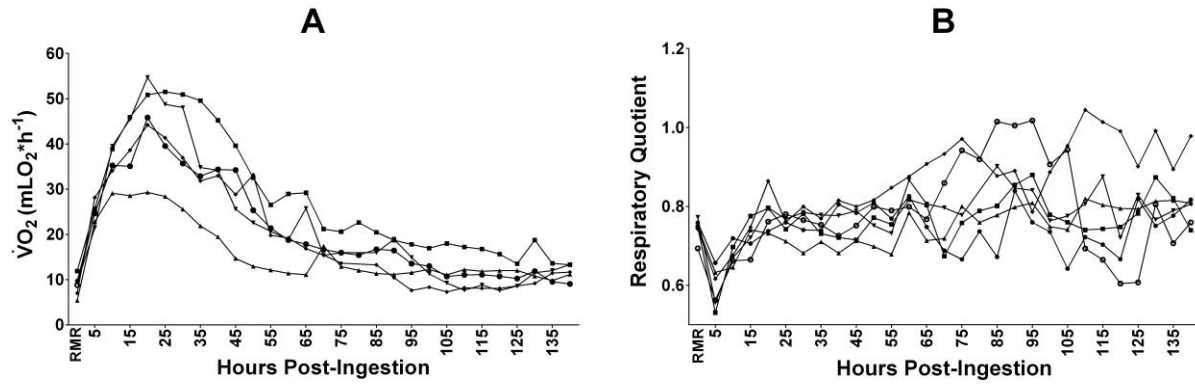 A
V̇O₂ (mLO₂*h⁻¹)
60
50
40
30
20
10
0
RMR 5 15 25 35 45 55 65 75 85 95 105 115 125 135
Hours Post-Ingestion
B
Respiratory Quotient
1.2
1.0
0.8
0.6
RMR 5 15 25 35 45 55 65 75 85 95 105 115 125 135
Hours Post-Ingestion